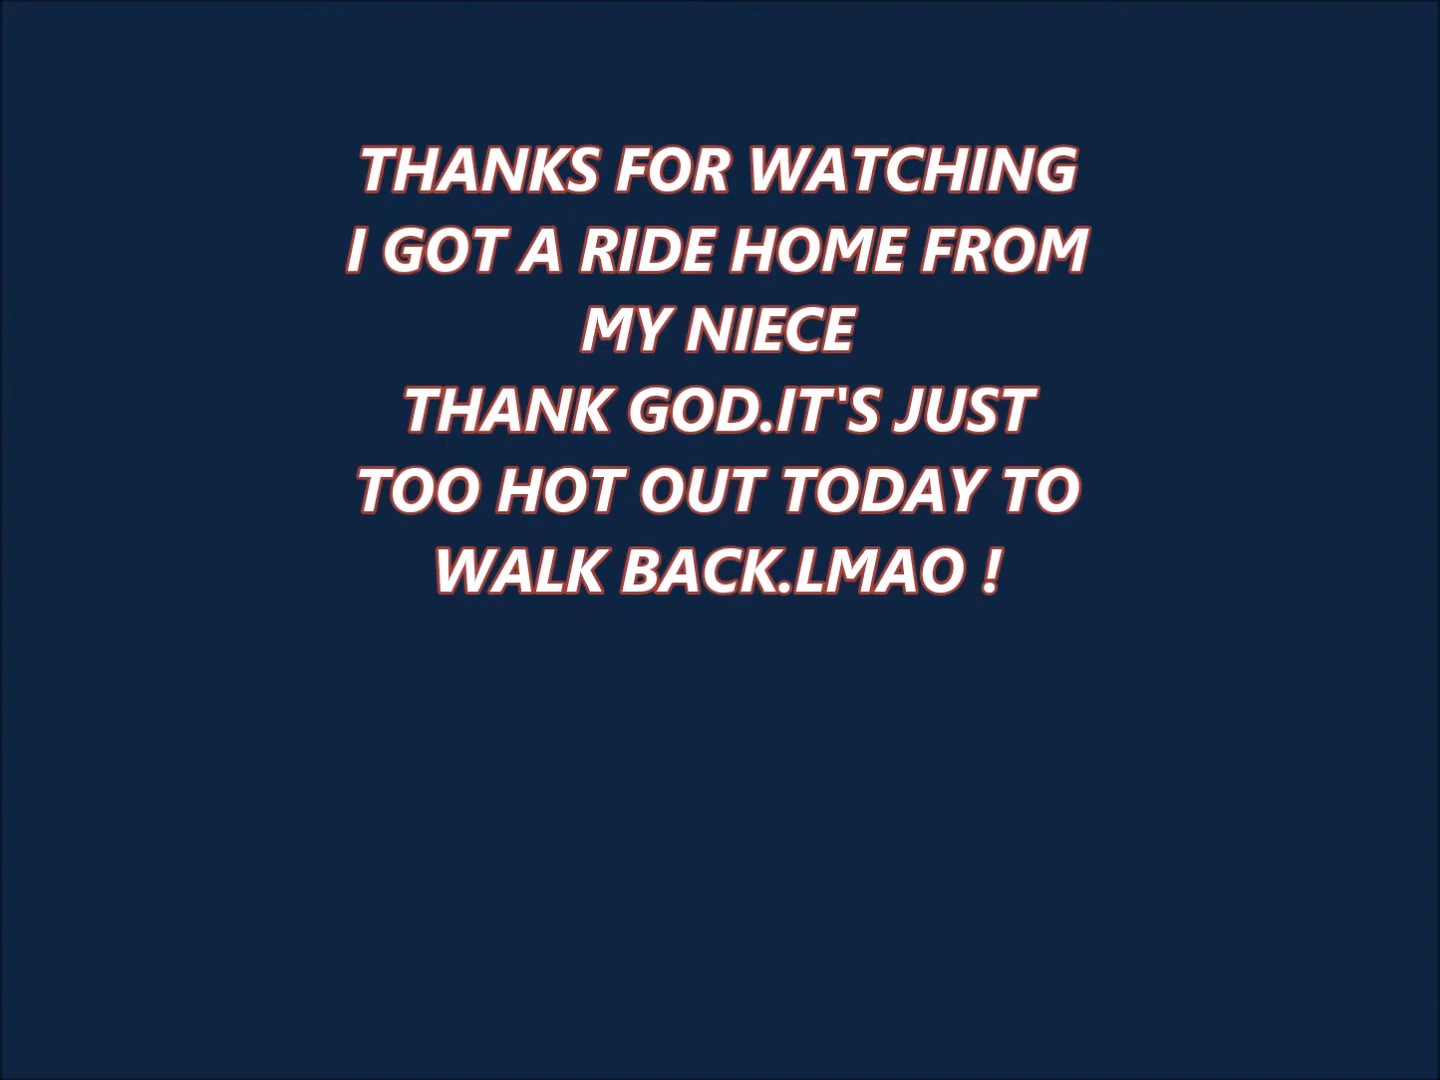 THANKS FOR WATCHING
I GOT A RIDE HOME FROM
MY NIECE
THANK GOD.IT'S JUST
TOO HOT OUT TODAY TO
WALK BACK.LMAO !